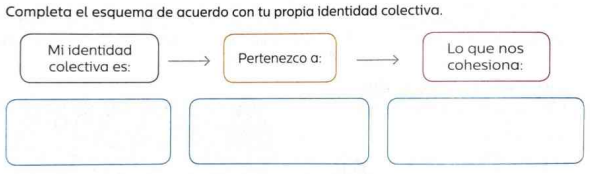 Completa el esquema de acuerdo con tu propia identidad colectiva.
Mi identidad
colectiva es:
Pertenezco a:
Lo que nos
cohesiona: